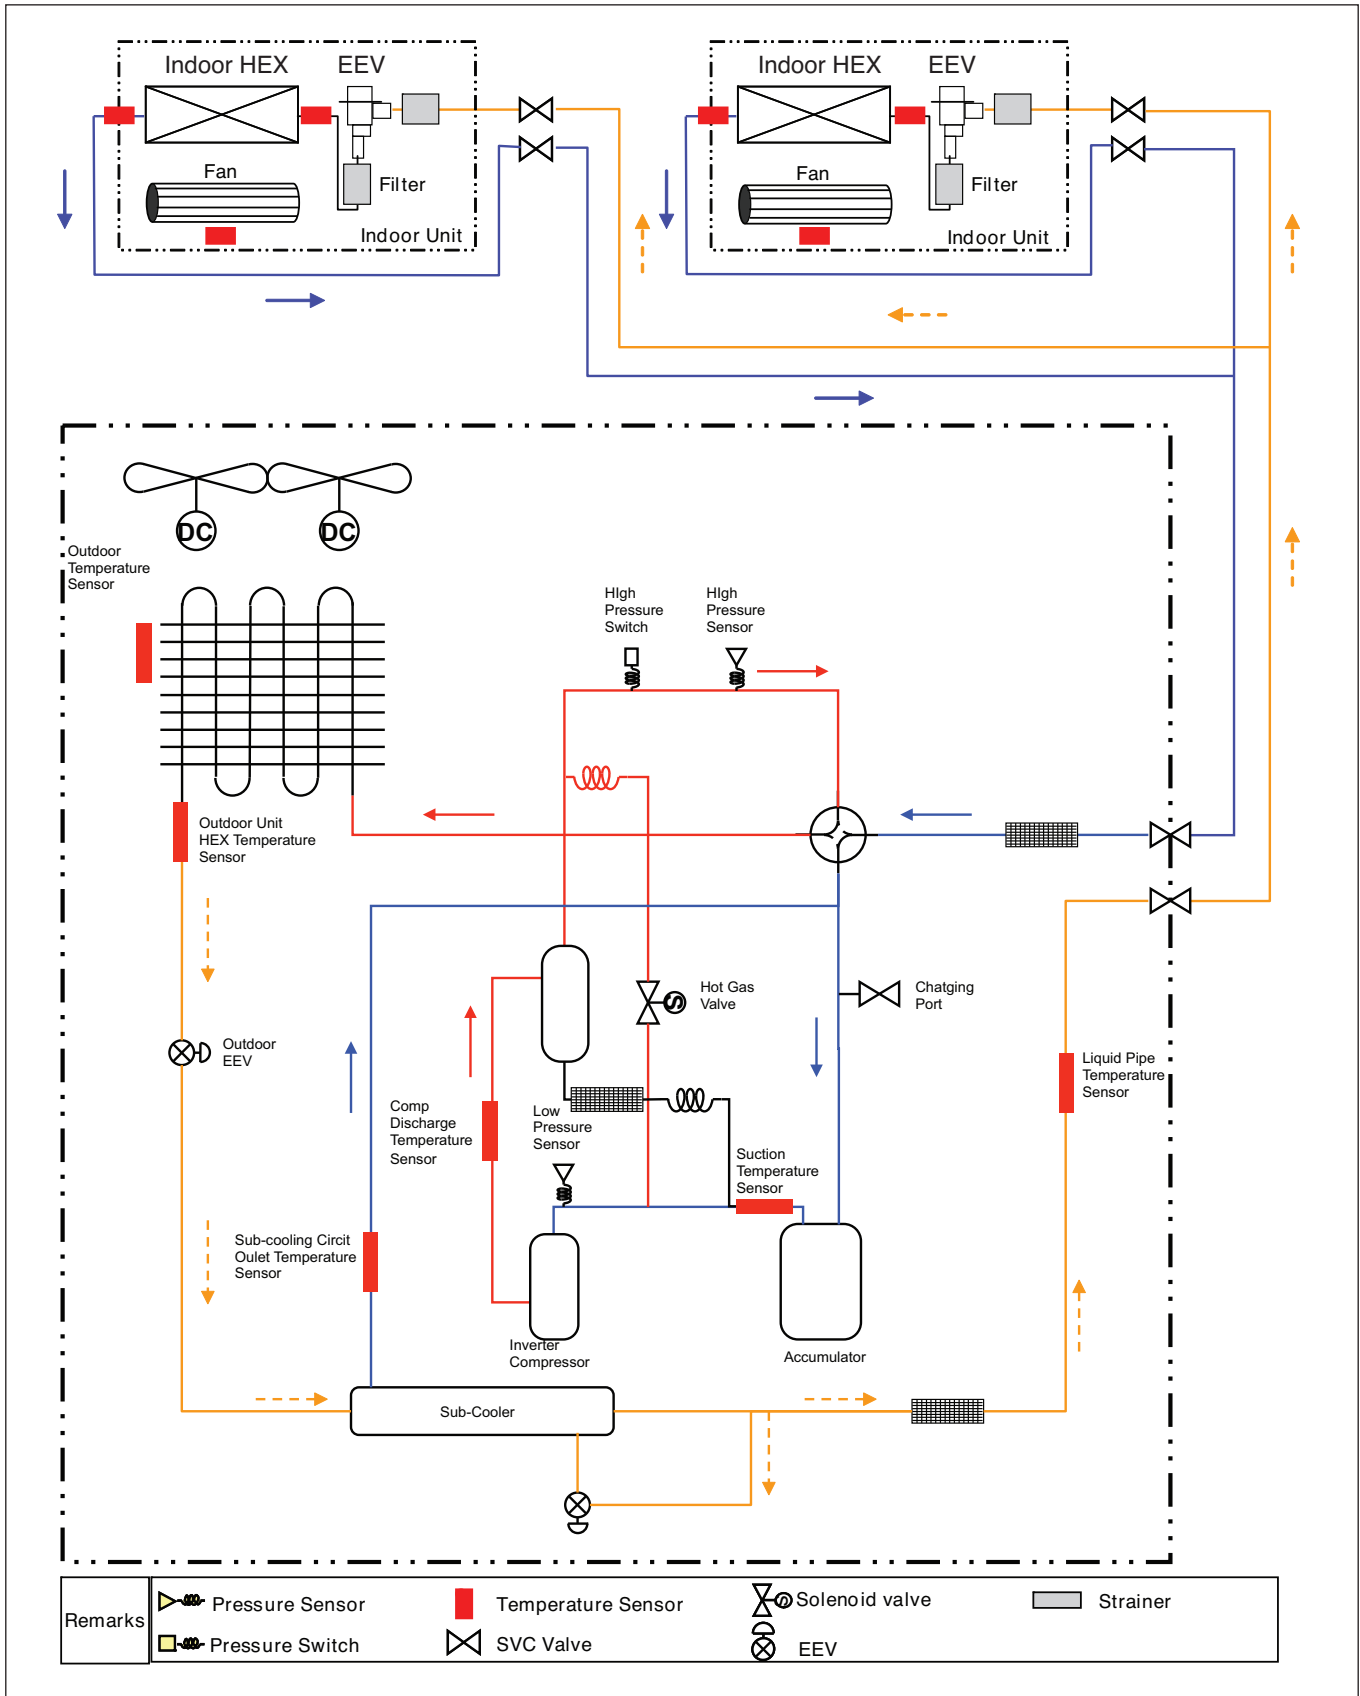 Indoor HEX
EEV
Fan
Filter
Indoor Unit
Indoor HEX
EEV
Fan
Filter
Indoor Unit
DC
DC
Outdoor
Temperature
Sensor
HIgh
Pressure
Switch
HIgh
Pressure
Sensor
Outdoor Unit
HEX Temperature
Sensor
Hot Gas
Valve
S
Chatging
Port
Outdoor
EEV
Liquid Pipe
Temperature
Sensor
Comp
Discharge
Temperature
Sensor
Low
Pressure
Sensor
Suction
Temperature
Sensor
Sub-cooling Circit
Oulet Temperature
Sensor
Inverter
Compressor
Accumulator
Sub-Cooler
Remarks
Pressure Sensor
Temperature Sensor
S
Solenoid valve
Strainer
Pressure Switch
SVC Valve
EEV